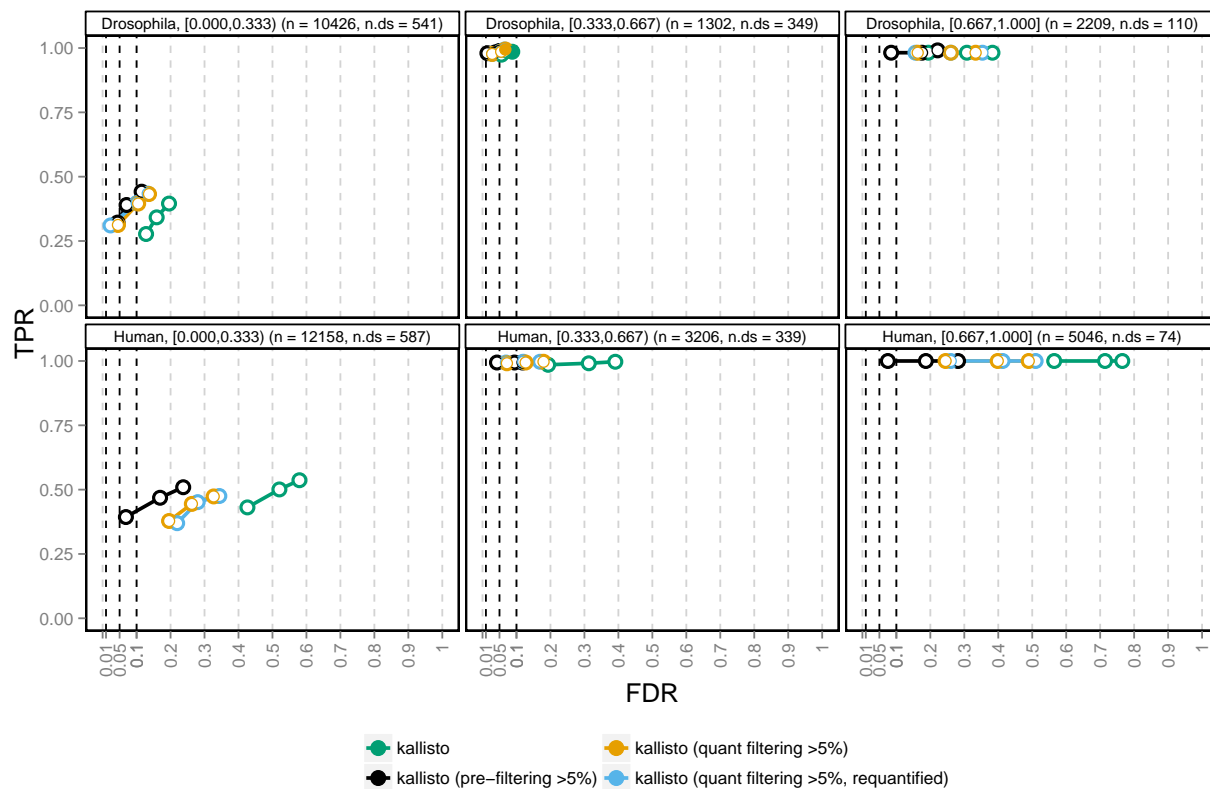 Drosophila, [0.000,0.333) (n = 10426, n.ds = 541)
Drosophila, [0.333,0.667) (n = 1302, n.ds = 349)
Drosophila, [0.667,1.000] (n = 2209, n.ds = 110)
1.00
0.75
0.50
0.25
0.00
TPR
Human, [0.000,0.333) (n = 12158, n.ds = 587)
Human, [0.333,0.667) (n = 3206, n.ds = 339)
Human, [0.667,1.000] (n = 5046, n.ds = 74)
1.00
0.75
0.50
0.25
0.00
0.01 0.05 0.1 0.2 0.3 0.4 0.5 0.6 0.7 0.8 0.9 1
0.01 0.05 0.1 0.2 0.3 0.4 0.5 0.6 0.7 0.8 0.9 1
0.01 0.05 0.1 0.2 0.3 0.4 0.5 0.6 0.7 0.8 0.9 1
FDR
kallisto
kallisto (quant filtering >5%)
kallisto (pre−filtering >5%)
kallisto (quant filtering >5%, requantified)